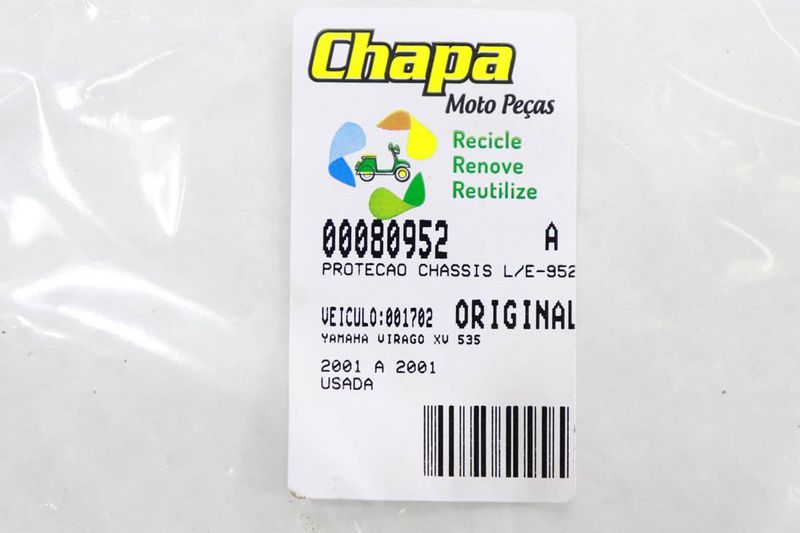 Chapa
Moto Peças
Recicle
Renove
Reutilize
00080952 A
PROTECAO CHASSIS L/E-952
VEICULO:001702 ORIGINAL
YAMAHA VIRAGO XV 535
2001 A 2001
USADA